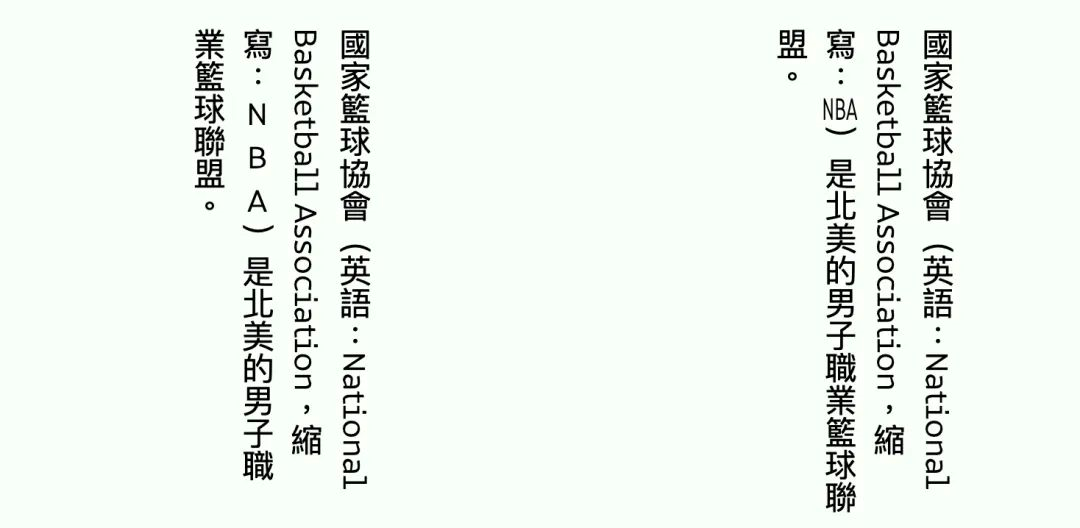 國家籃球協會（英語：National
Basketball Association，縮
寫：NBA）是北美的男子職業籃球聯
盟。
國家籃球協會（英語：National
Basketball Association，縮
寫：ＮＢＡ）是北美的男子職
業籃球聯盟。